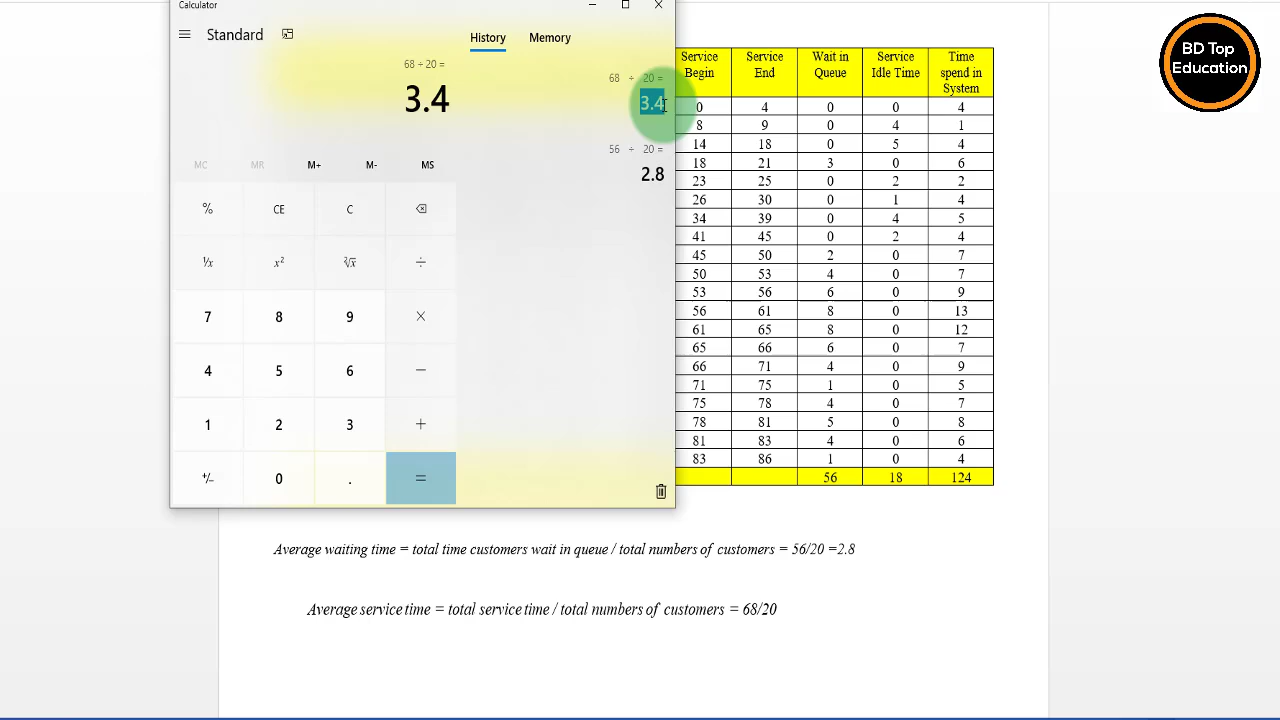 Calculator
Standard
History Memory
68 ÷ 20 =
3.4
68 ÷ 20 =
3.4
56 ÷ 20 =
2.8
MC MR M+ M- MS
% CE C
¹/x x² ²√x ÷
7 8 9 ×
4 5 6 −
1 2 3 +
+/− 0 . =
Service Begin Service End Wait in Queue Service Idle Time Time spend in System
0 4 0 0 4
8 9 0 4 1
14 18 0 5 4
18 21 3 0 6
23 25 0 2 2
26 30 0 1 4
34 39 0 4 5
41 45 0 2 4
45 50 2 0 7
50 53 4 0 7
53 56 6 0 9
56 61 8 0 13
61 65 8 0 12
65 66 6 0 7
66 71 4 0 9
71 75 1 0 5
75 78 4 0 7
78 81 5 0 8
81 83 4 0 6
83 86 1 0 4
56 18 124
BD Top
Education
Average waiting time = total time customers wait in queue / total numbers of customers = 56/20 =2.8
Average service time = total service time / total numbers of customers = 68/20